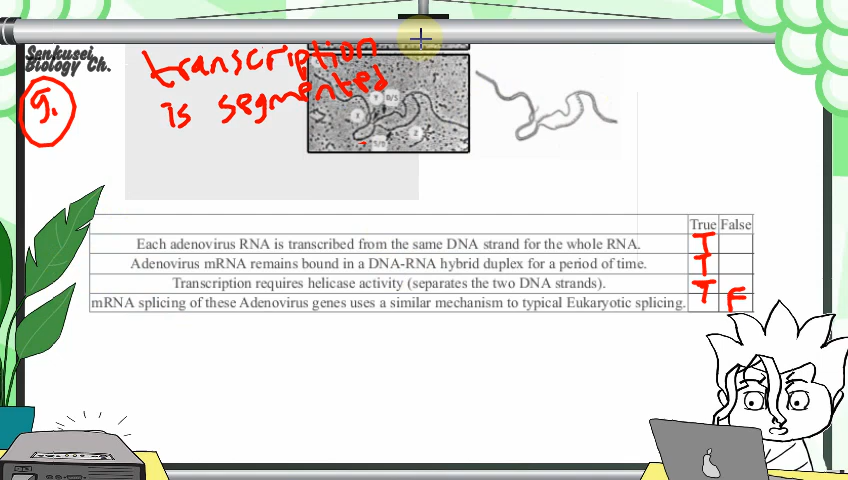 Senkusei
Biology Ch.
transcription
is segmented
9.
True False
Each adenovirus RNA is transcribed from the same DNA strand for the whole RNA. T
Adenovirus mRNA remains bound in a DNA-RNA hybrid duplex for a period of time. T
Transcription requires helicase activity (separates the two DNA strands). T
mRNA splicing of these Adenovirus genes uses a similar mechanism to typical Eukaryotic splicing. F